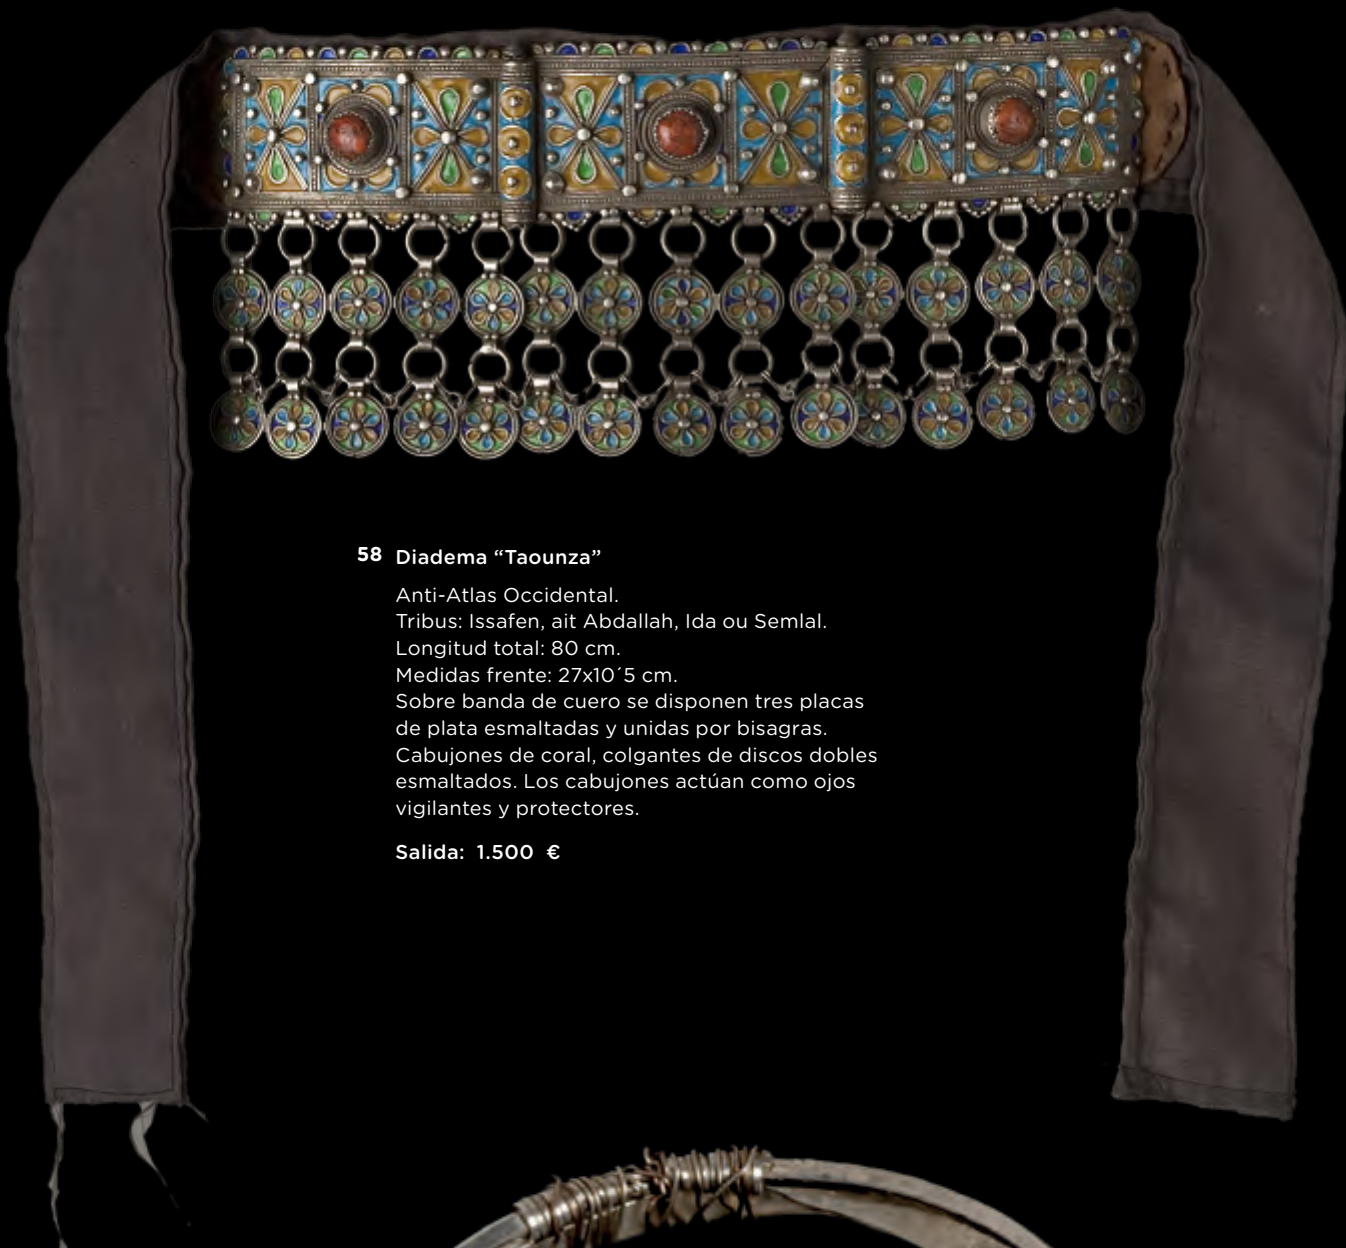 58 Diadema “Taounza”
Anti-Atlas Occidental.
Tribus: Issafen, ait Abdallah, Ida ou Semlal.
Longitud total: 80 cm.
Medidas frente: 27x10´5 cm.
Sobre banda de cuero se disponen tres placas
de plata esmaltadas y unidas por bisagras.
Cabujones de coral, colgantes de discos dobles
esmaltados. Los cabujones actúan como ojos
vigilantes y protectores.
Salida: 1.500 €